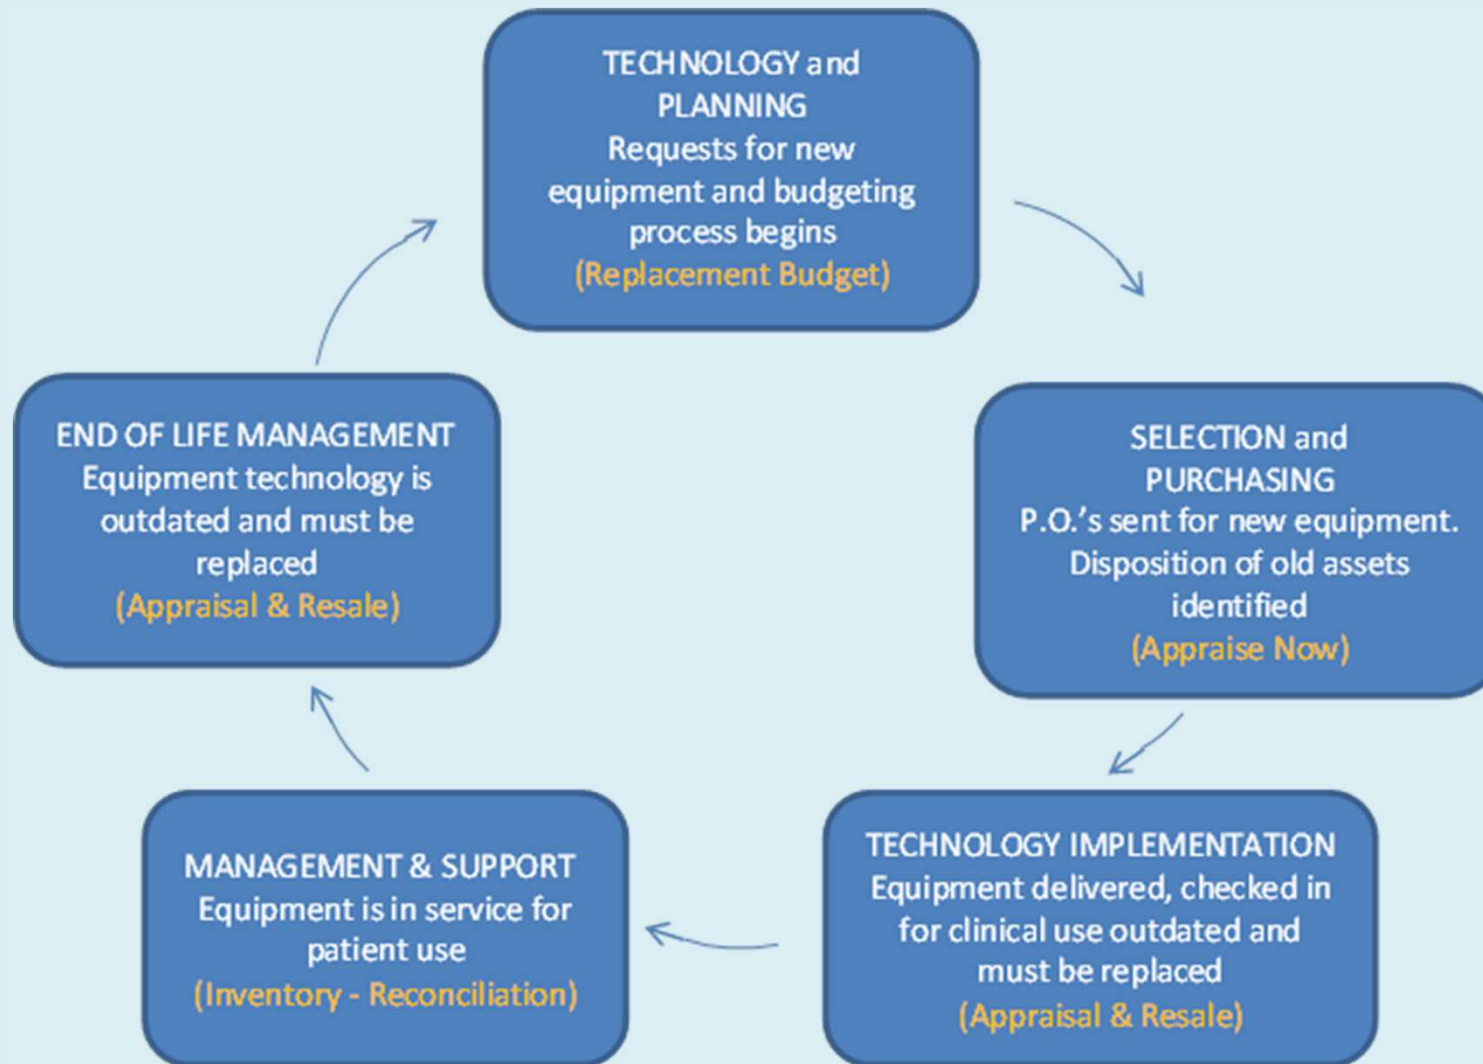 TECHNOLOGY and
PLANNING
Requests for new
equipment and budgeting
process begins
(Replacement Budget)
SELECTION and
PURCHASING
P.O.’s sent for new equipment.
Disposition of old assets
identified
(Appraise Now)
TECHNOLOGY IMPLEMENTATION
Equipment delivered, checked in
for clinical use outdated and
must be replaced
(Appraisal & Resale)
MANAGEMENT & SUPPORT
Equipment is in service for
patient use
(Inventory - Reconciliation)
END OF LIFE MANAGEMENT
Equipment technology is
outdated and must be
replaced
(Appraisal & Resale)